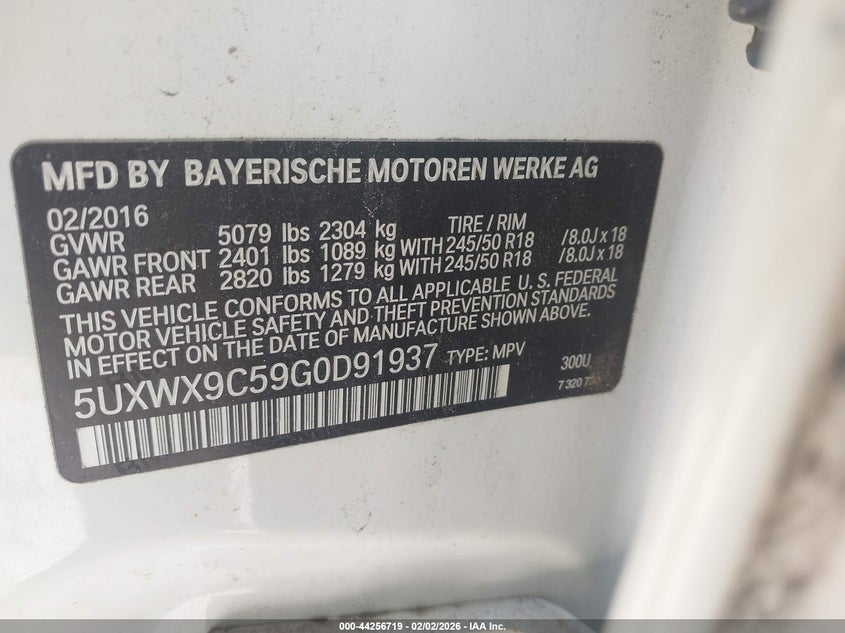 MFD BY BAYERISCHE MOTOREN WERKE AG
02/2016 TIRE / RIM
GVWR 5079 lbs 2304 kg
GAWR FRONT 2401 lbs 1089 kg WITH 245/50 R18 /8.0J x 18
GAWR REAR 2820 lbs 1279 kg WITH 245/50 R18 /8.0J x 18
THIS VEHICLE CONFORMS TO ALL APPLICABLE U.S. FEDERAL
MOTOR VEHICLE SAFETY AND THEFT PREVENTION STANDARDS
IN EFFECT ON THE DATE OF MANUFACTURE SHOWN ABOVE.
5UXWX9C59G0D91937 TYPE: MPV 300U
7 320
000-44256719 - 02/02/2026 - IAA Inc.